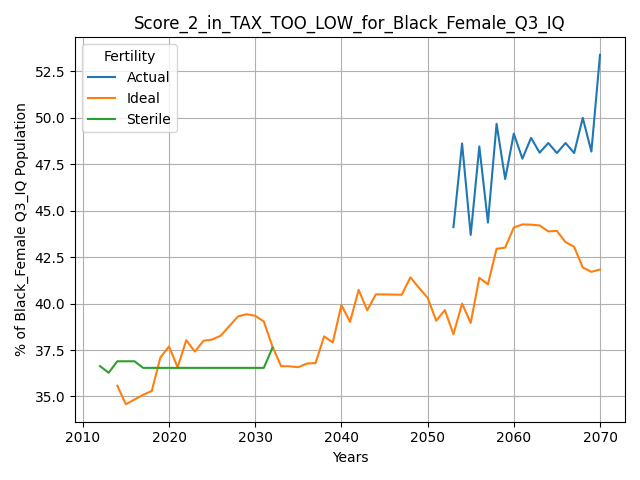 Score_2_in_TAX_TOO_LOW_for_Black_Female_Q3_IQ
Fertility
Actual
Ideal
Sterile
% of Black_Female Q3_IQ Population
52.5
50.0
47.5
45.0
42.5
40.0
37.5
35.0
2010 2020 2030 2040 2050 2060 2070
Years